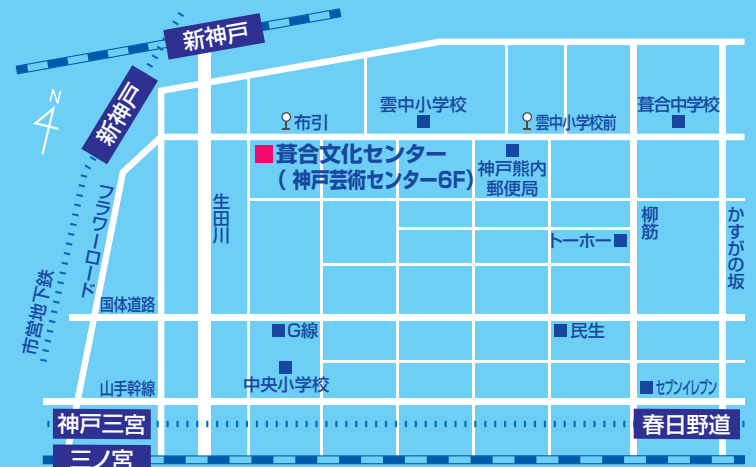 新神戸
新神戸
N
布引
雲中小学校
雲中小学校前
葺合中学校
葺合文化センター
(神戸芸術センター6F)
神戸熊内
郵便局
フラワーロード
生田川
トーホー
柳筋
かすがの坂
市営地下鉄
国体道路
G線
民生
中央小学校
山手幹線
セブンイレブン
神戸三宮
春日野道
三ノ宮